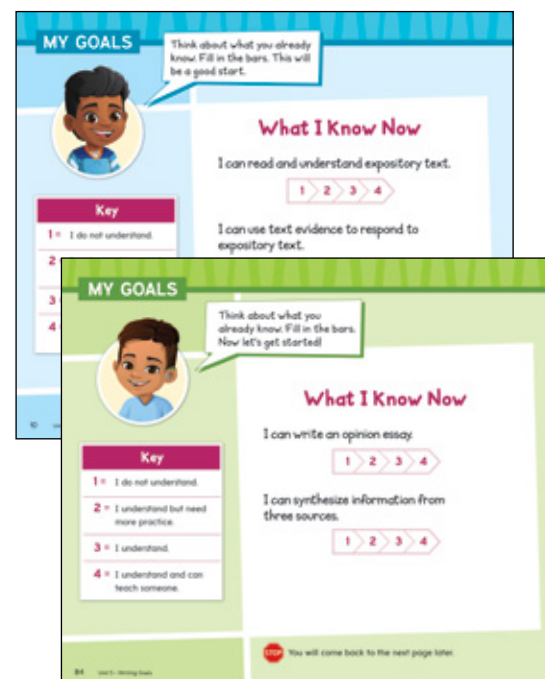 MY GOALS
Think about what you already
know. Fill in the bars. This will
be a good start.
What I Know Now
I can read and understand expository text.
1 2 3 4
I can use text evidence to respond to
expository text.
Key
1 = I do not understand.
2
3
4
10
MY GOALS
Think about what you
already know. Fill in the bars.
Now let's get started!
What I Know Now
I can write an opinion essay.
1 2 3 4
I can synthesize information from
three sources.
1 2 3 4
Key
1 = I do not understand.
2 = I understand but need
more practice.
3 = I understand.
4 = I understand and can
teach someone.
STOP You will come back to the next page later.
84 Unit 5 • Writing Goals